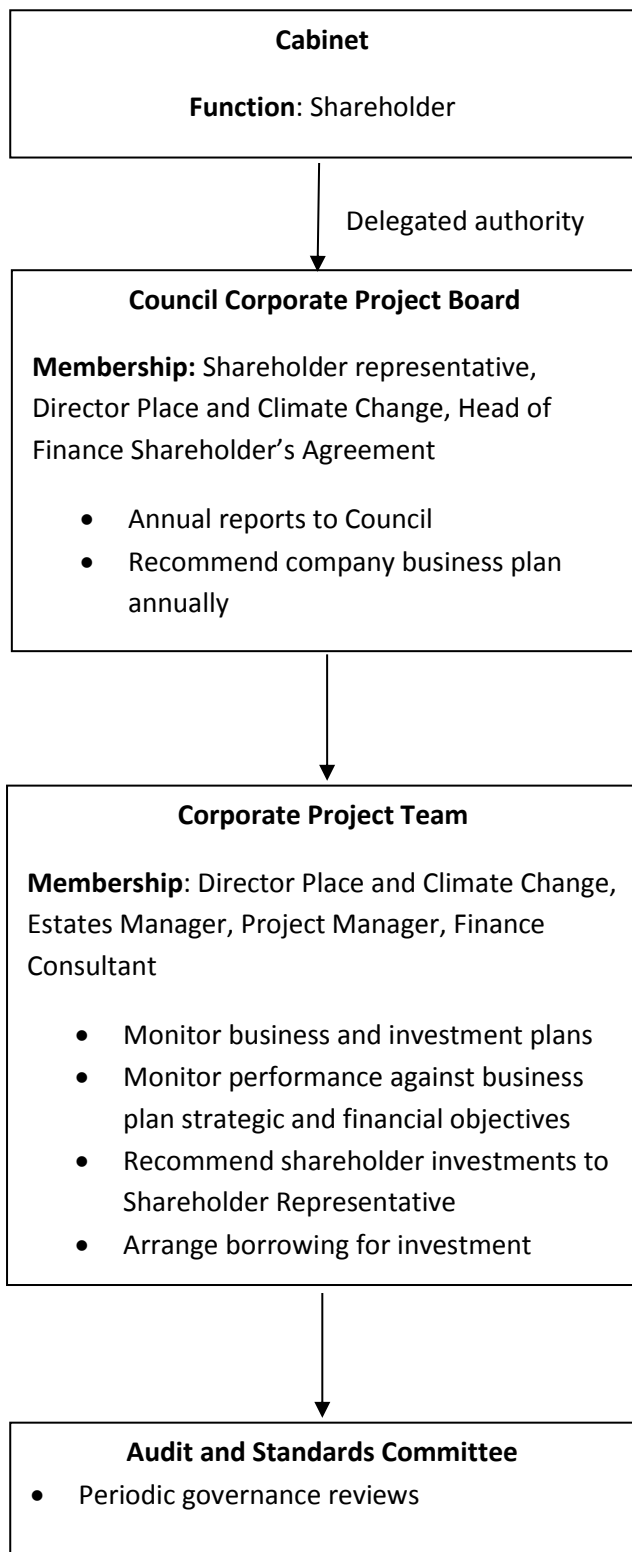 Cabinet
Function: Shareholder
Delegated authority
Council Corporate Project Board
Membership: Shareholder representative,
Director Place and Climate Change, Head of
Finance Shareholder’s Agreement
• Annual reports to Council
• Recommend company business plan
annually
Corporate Project Team
Membership: Director Place and Climate Change,
Estates Manager, Project Manager, Finance
Consultant
• Monitor business and investment plans
• Monitor performance against business
plan strategic and financial objectives
• Recommend shareholder investments to
Shareholder Representative
• Arrange borrowing for investment
Audit and Standards Committee
• Periodic governance reviews